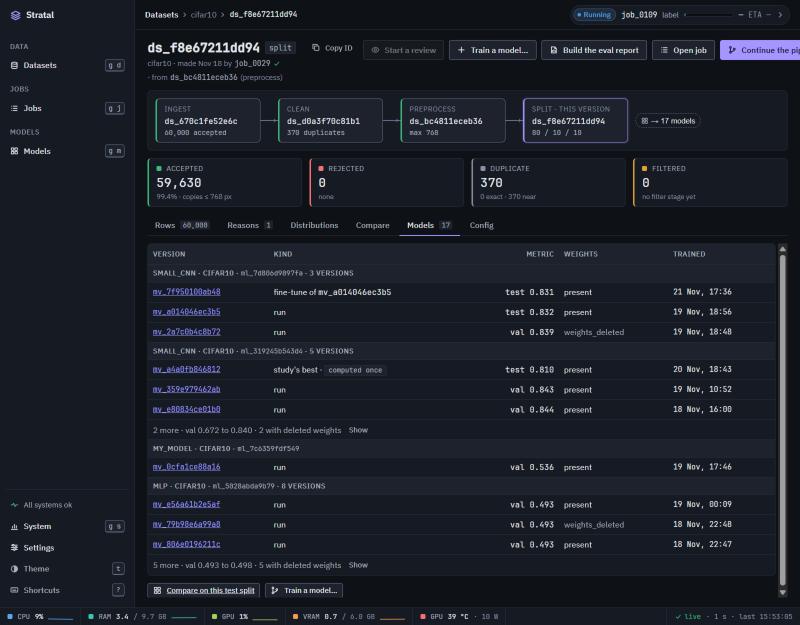 Stratal
Datasets › cifar10 › ds_f8e67211dd94
Running job_0109 label — ETA —
DATA
Datasets g d
JOBS
Jobs g j
MODELS
Models g m
ds_f8e67211dd94 split Copy ID Start a review Train a model... Build the eval report Open job Continue the pip
cifar10 · made Nov 18 by job_0029 ✓
· from ds_bc4811eceb36 (preprocess)
INGEST
ds_670c1fe52e6c
60,000 accepted
CLEAN
ds_d0a3f70c81b1
370 duplicates
PREPROCESS
ds_bc4811eceb36
max 768
SPLIT · THIS VERSION
ds_f8e67211dd94
80 / 10 / 10
→ 17 models
ACCEPTED
59,630
99.4% · copies ≤ 768 px
REJECTED
0
none
DUPLICATE
370
0 exact · 370 near
FILTERED
0
no filter stage yet
Rows 60,000 Reasons 1 Distributions Compare Models 17 Config
VERSION KIND METRIC WEIGHTS TRAINED
SMALL_CNN · CIFAR10 · ml_7d806d9097fa · 3 VERSIONS
mv_7f950100ab48 fine-tune of mv_a014046ec3b5 test 0.831 present 21 Nov, 17:36
mv_a014046ec3b5 run test 0.832 present 19 Nov, 18:56
mv_2a7c0b4c8b72 run val 0.839 weights_deleted 19 Nov, 18:48
SMALL_CNN · CIFAR10 · ml_319245b543d4 · 5 VERSIONS
mv_a4a0fb846812 study's best · computed once test 0.810 present 20 Nov, 18:43
mv_359e979462ab run val 0.843 present 19 Nov, 10:52
mv_e80834ce01b0 run val 0.844 present 18 Nov, 16:00
2 more · val 0.672 to 0.840 · 2 with deleted weights Show
MY_MODEL · CIFAR10 · ml_7c6359fdf549
mv_0cfa1ce88a16 run val 0.536 present 19 Nov, 17:46
MLP · CIFAR10 · ml_5028abda9b79 · 8 VERSIONS
mv_e56a61b2e5af run val 0.493 present 19 Nov, 00:09
mv_79b98e6a99a8 run val 0.493 weights_deleted 18 Nov, 22:48
mv_806e0196211c run val 0.493 present 18 Nov, 22:47
5 more · val 0.493 to 0.498 · 5 with deleted weights Show
Compare on this test split Train a model...
All systems ok
System g s
Settings
Theme t
Shortcuts ?
CPU 9% RAM 3.4 / 9.7 GB GPU 1% VRAM 0.7 / 6.0 GB GPU 39 °C · 10 W ✓ live · 1 s · last 15:53:05